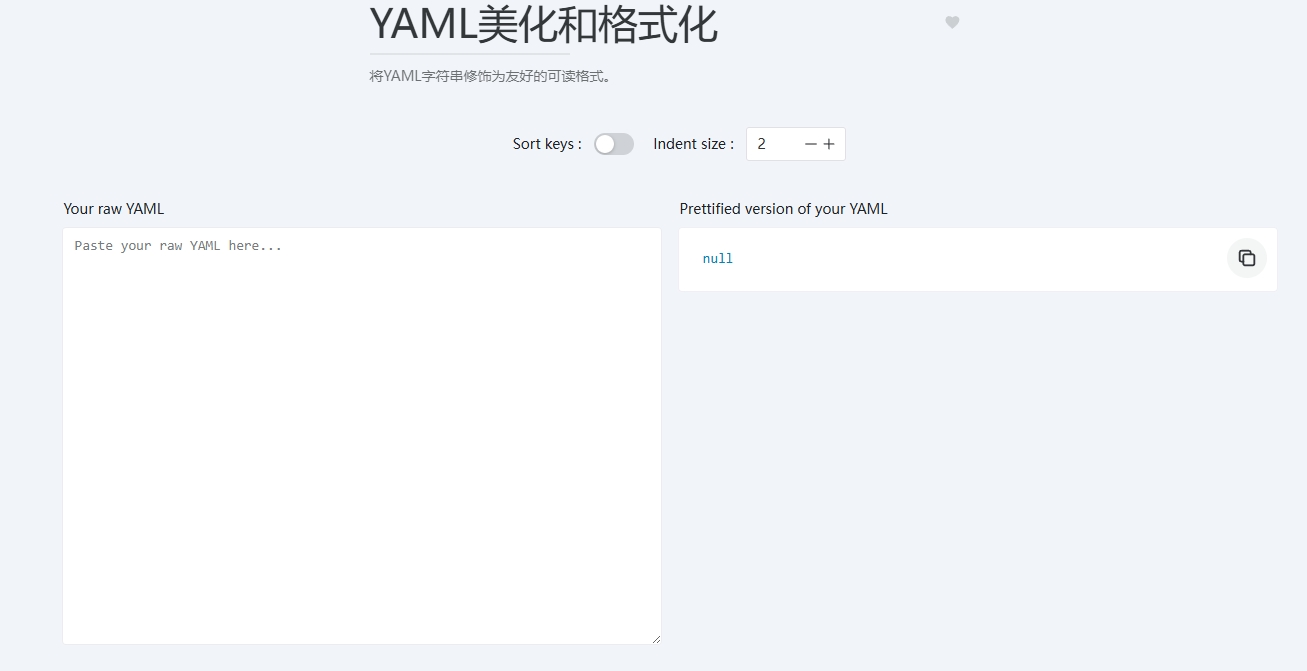 YAML美化和格式化
将YAML字符串修饰为友好的可读格式。
Sort keys :
Indent size :
2
Your raw YAML
Prettified version of your YAML
Paste your raw YAML here...
null